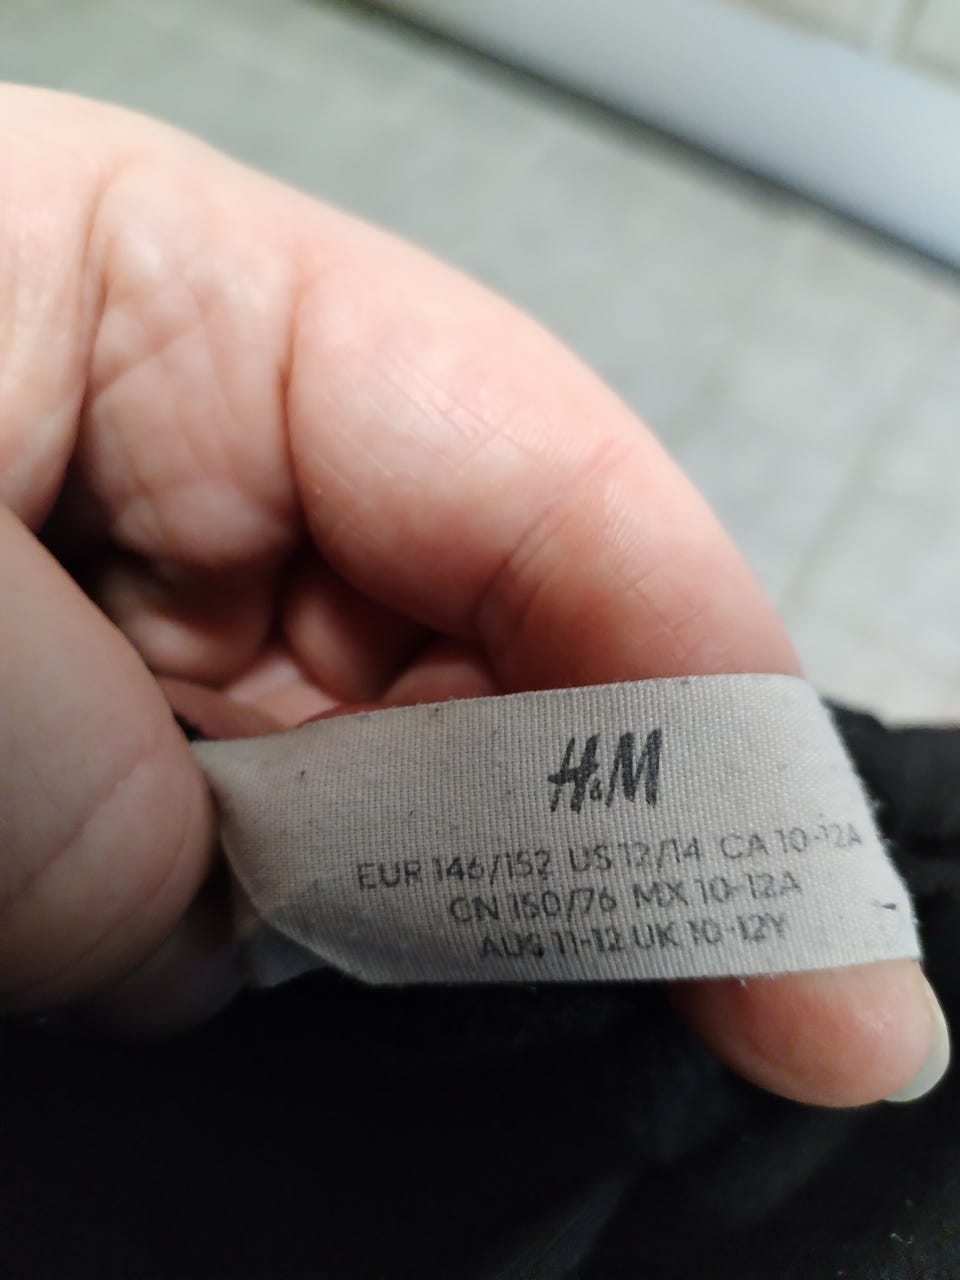 H&M
EUR 146/152 US 12/14 CA 10-12A
CN 150/76 MX 10-12A
AUS 11-12 UK 10-12Y